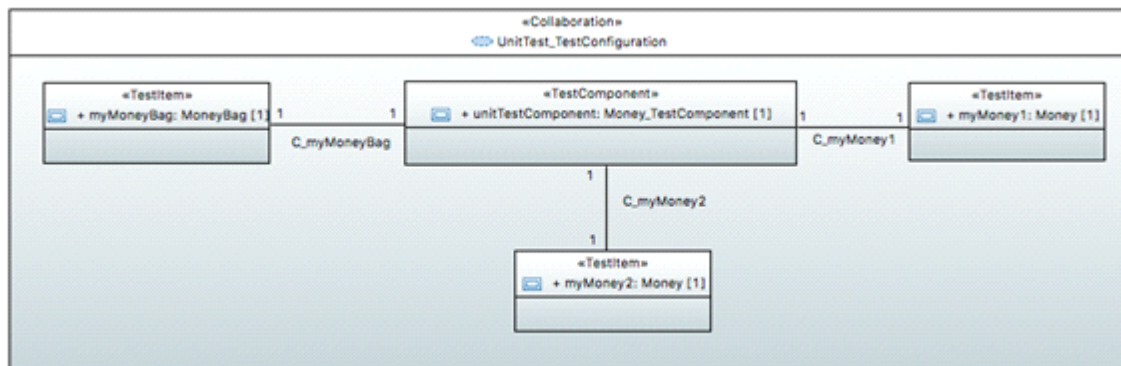 «Collaboration»
UnitTest_TestConfiguration
«TestItem»
+ myMoneyBag: MoneyBag [1]
1
1
C_myMoneyBag
«TestComponent»
+ unitTestComponent: Money_TestComponent [1]
1
1
C_myMoney1
«TestItem»
+ myMoney1: Money [1]
1
C_myMoney2
1
«TestItem»
+ myMoney2: Money [1]